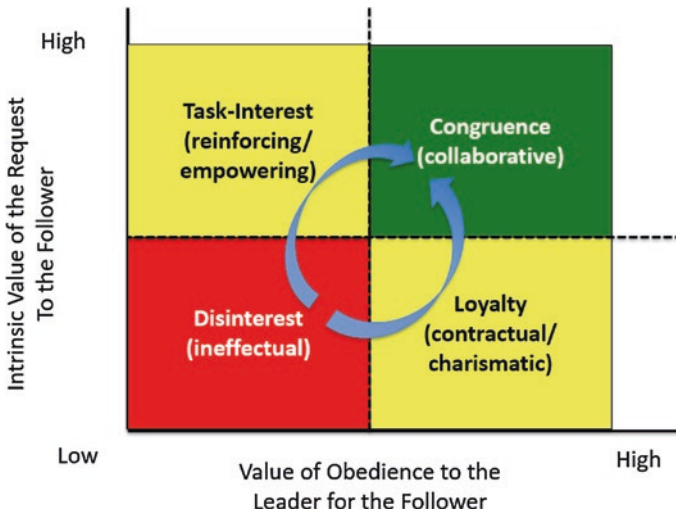 High
Task-Interest
(reinforcing/
empowering)
Congruence
(collaborative)
Intrinsic Value of the Request
To the Follower
Disinterest
(ineffectual)
Loyalty
(contractual/
charismatic)
Low
High
Value of Obedience to the
Leader for the Follower